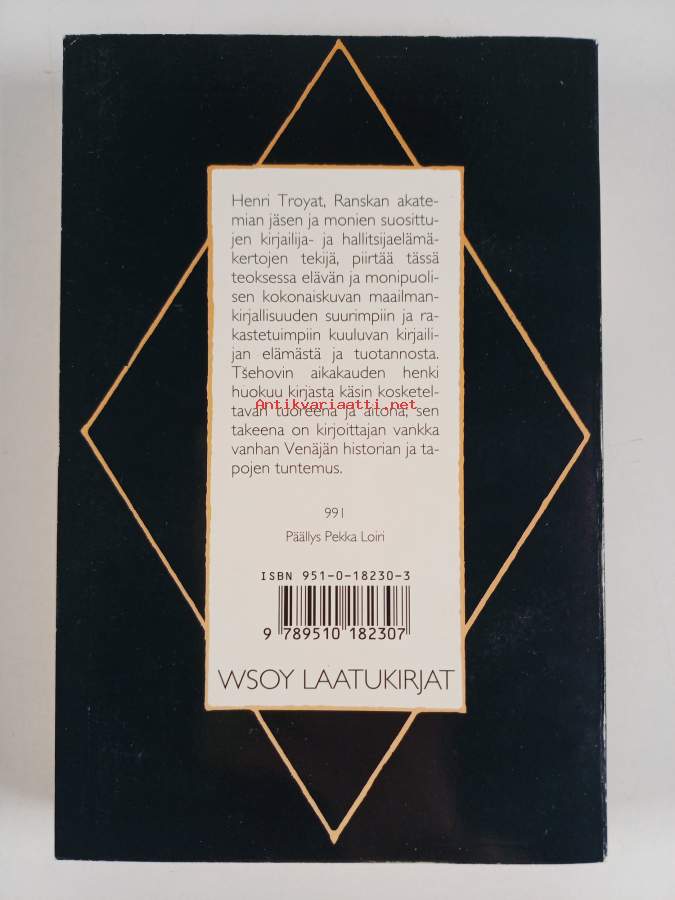 Henri Troyat, Ranskan akate-
mian jäsen ja monien suosittu-
jen kirjailija- ja hallitsijaelämä-
kertojen tekijä, piirtää tässä
teoksessa elävän ja monipuoli-
sen kokonaiskuvan maailman-
kirjallisuuden suurimpiin ja ra-
kastetuimpiin kuuluvan kirjaili-
jan elämästä ja tuotannosta.
Tšehovin aikakauden henki
huokuu kirjasta käsin kosketel-
Antikvariaatti.net
tavan tuoreena ja aitona, sen
takeena on kirjoittajan vankka
vanhan Venäjän historian ja ta-
pojen tuntemus.
991
Päällys Pekka Loiri
ISBN 951-0-18230-3
9 789510 182307
WSOY LAATUKIRJAT